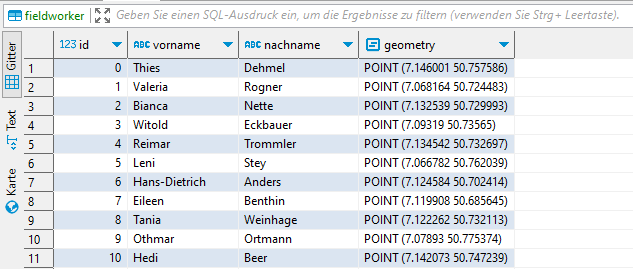 fieldworker Geben Sie einen SQL-Ausdruck ein, um die Ergebnisse zu filtern (verwenden Sie Strg+ Leertaste).
Gitter
Text
Karte
123 id ABC vorname ABC nachname geometry
1 0 Thies Dehmel POINT (7.146001 50.757586)
2 1 Valeria Rogner POINT (7.068164 50.724483)
3 2 Bianca Nette POINT (7.132539 50.729993)
4 3 Witold Eckbauer POINT (7.09319 50.73565)
5 4 Reimar Trommler POINT (7.134542 50.732697)
6 5 Leni Stey POINT (7.066782 50.762039)
7 6 Hans-Dietrich Anders POINT (7.124584 50.702414)
8 7 Eileen Benthin POINT (7.119908 50.685645)
9 8 Tania Weinhage POINT (7.122262 50.732113)
10 9 Othmar Ortmann POINT (7.07893 50.775374)
11 10 Hedi Beer POINT (7.142073 50.747239)